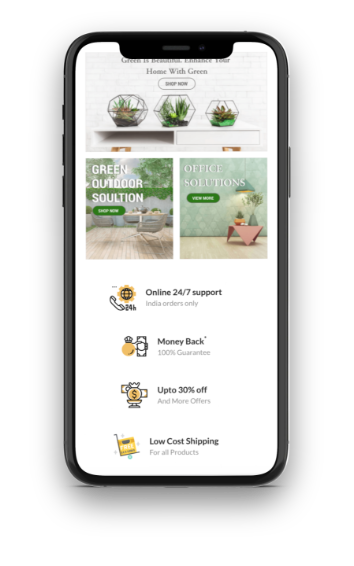 Green Is Beautiful. Enhance Your
Home With Green
SHOP NOW
GREEN
OUTDOOR
SOULTION
SHOP NOW
OFFICE
SOLUTIONS
VIEW MORE
24h
Online 24/7 support
India orders only
Money Back*
100% Guarantee
Upto 30% off
And More Offers
Low Cost Shipping
For all Products